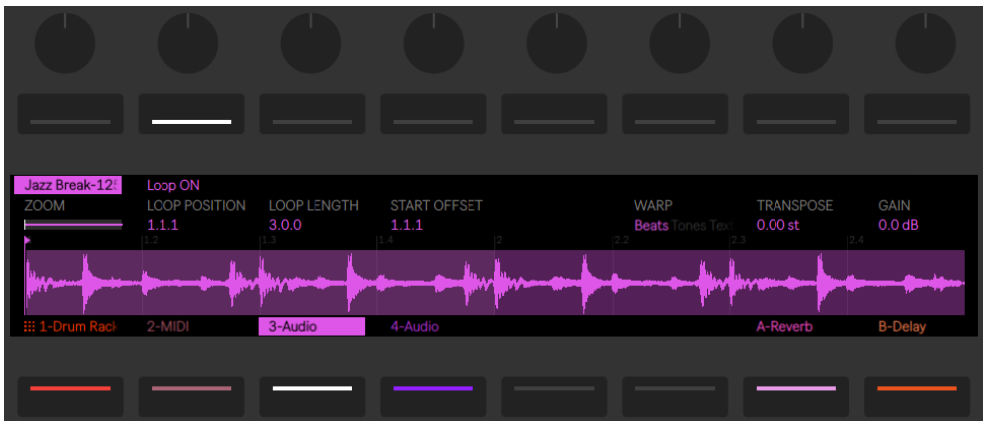 Jazz Break-125 Loop ON
ZOOM LOOP POSITION LOOP LENGTH START OFFSET WARP TRANSPOSE GAIN
1.1.1 3.0.0 1.1.1 Beats Tones Text 0.00 st 0.0 dB
1.2 1.3 1.4 2 2.2 2.3 2.4
1-Drum Rack 2-MIDI 3-Audio 4-Audio A-Reverb B-Delay